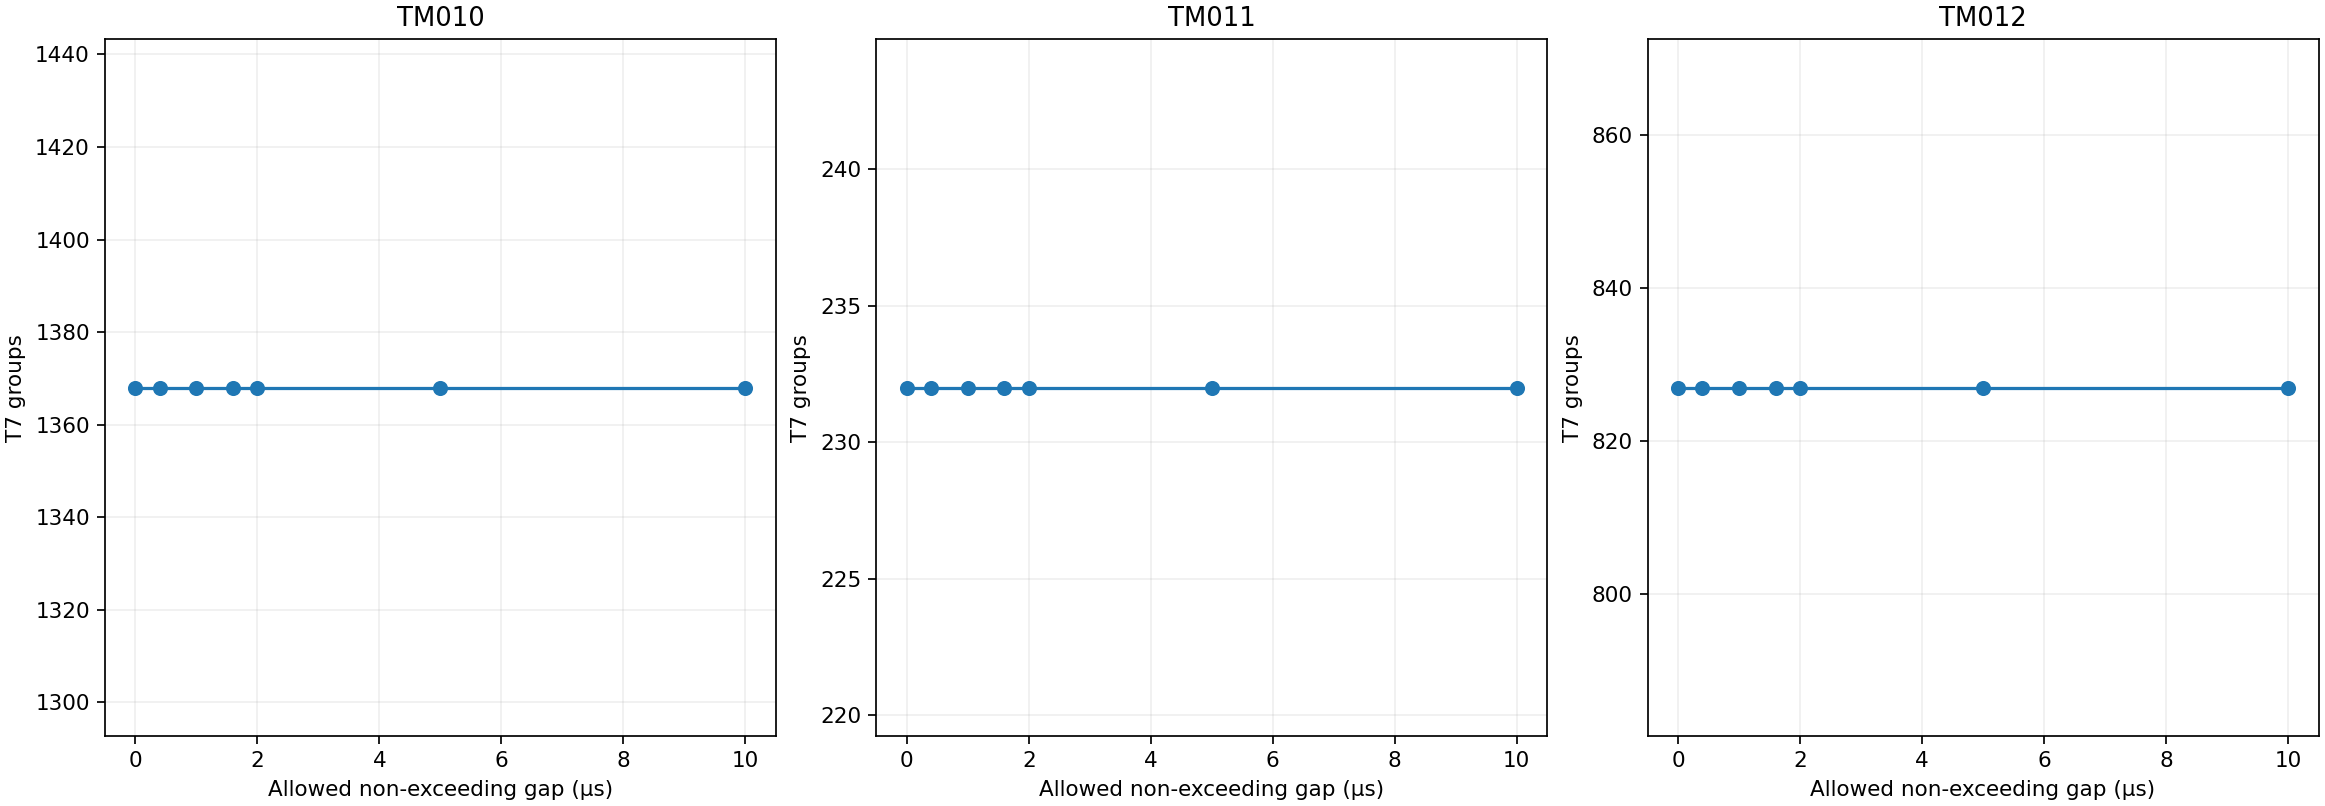 TM010
1440
1420
1400
1380
1360
1340
1320
1300
T7 groups
0 2 4 6 8 10
Allowed non-exceeding gap (µs)
TM011
240
235
230
225
220
T7 groups
0 2 4 6 8 10
Allowed non-exceeding gap (µs)
TM012
860
840
820
800
T7 groups
0 2 4 6 8 10
Allowed non-exceeding gap (µs)